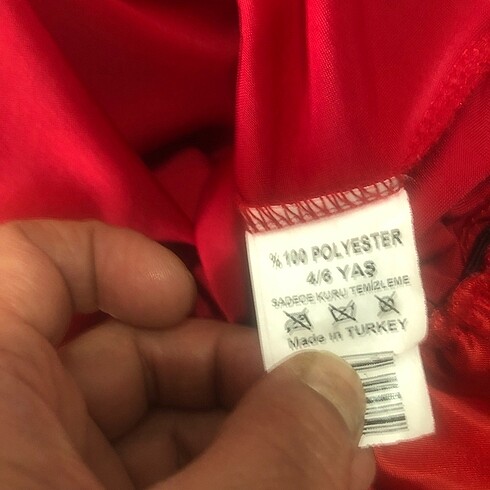 % 100 POLYESTER
4/6 YAŞ
SADECE KURU TEMİZLEME
Made in TURKEY